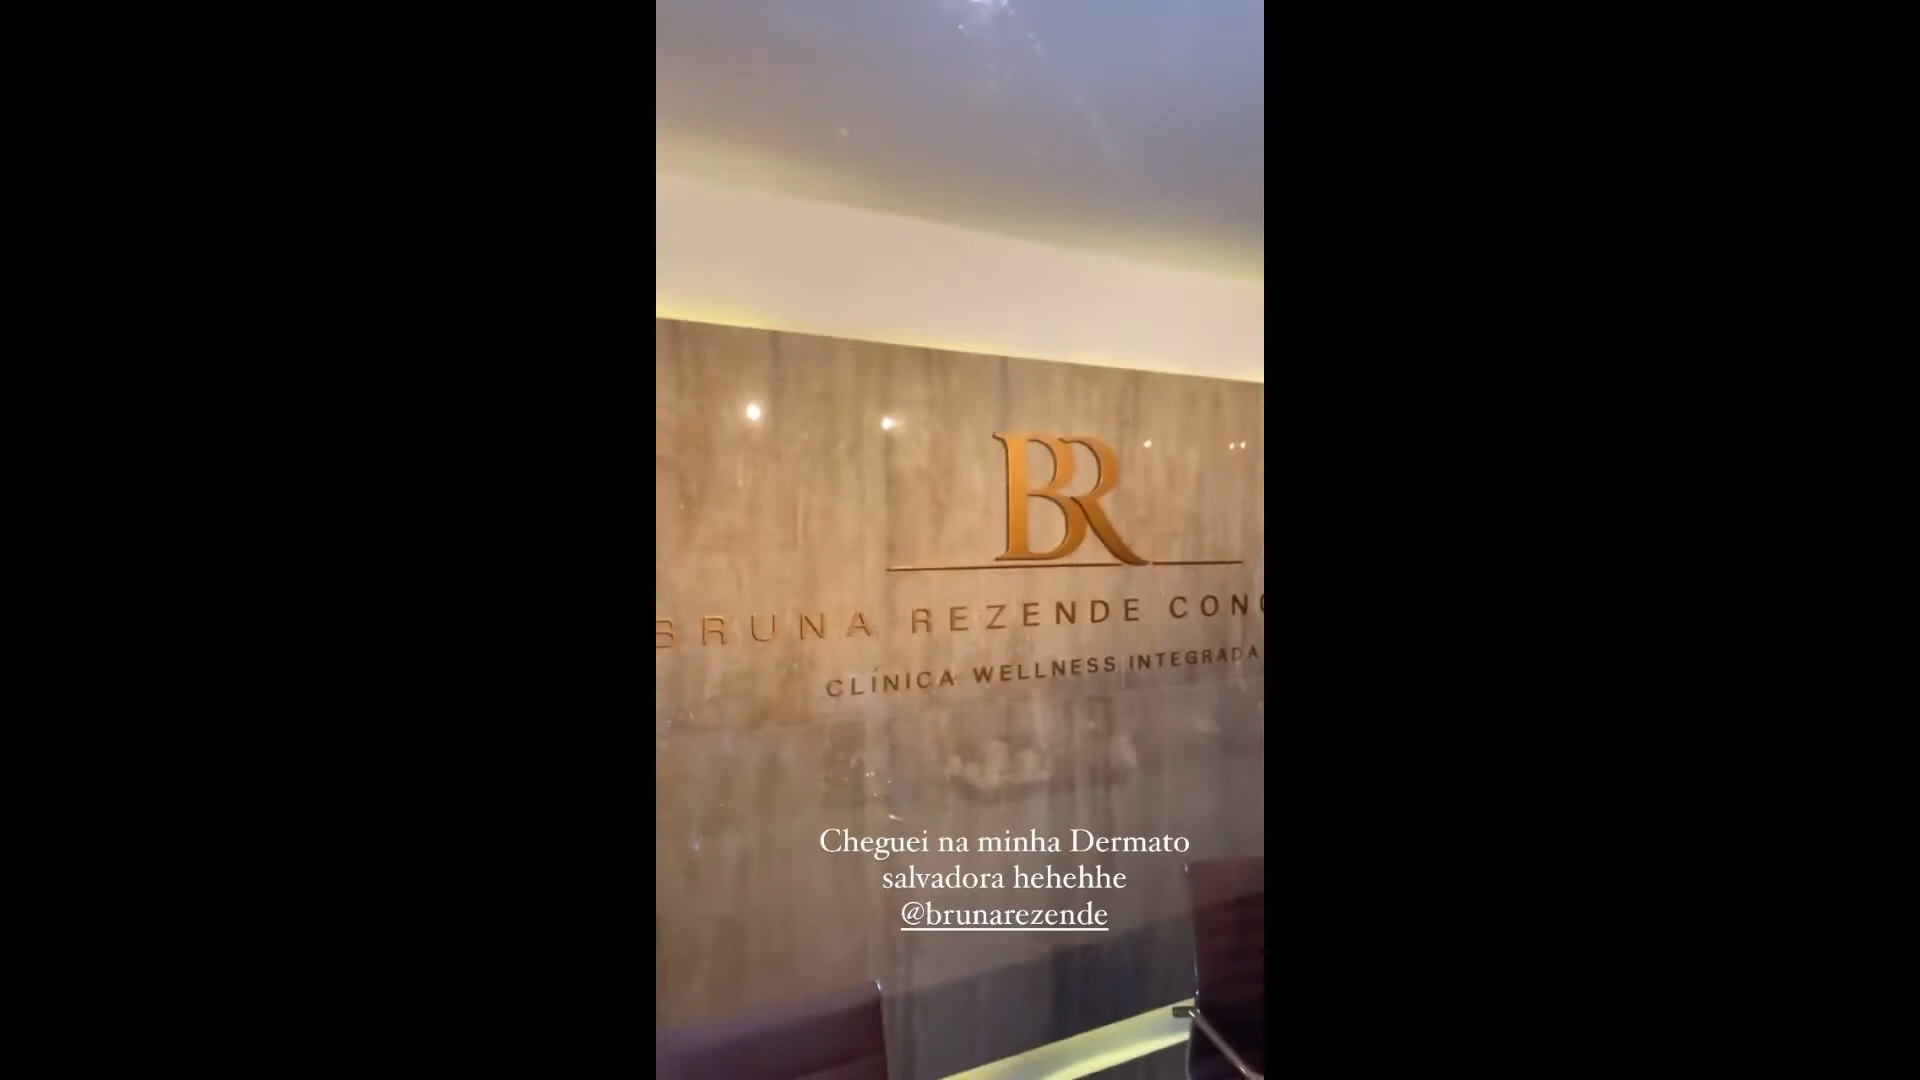 BR
BRUNA REZENDE
CLÍNICA WELLNESS INTEGRADA
Cheguei na minha Dermato
salvadora hehehhe
@brunarezende